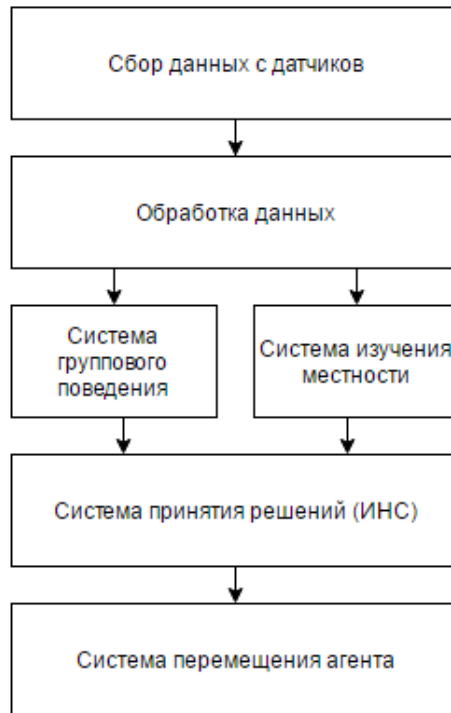 Сбор данных с датчиков
Обработка данных
Система
группового
поведения
Система изучения
местности
Система принятия решений (ИНС)
Система перемещения агента